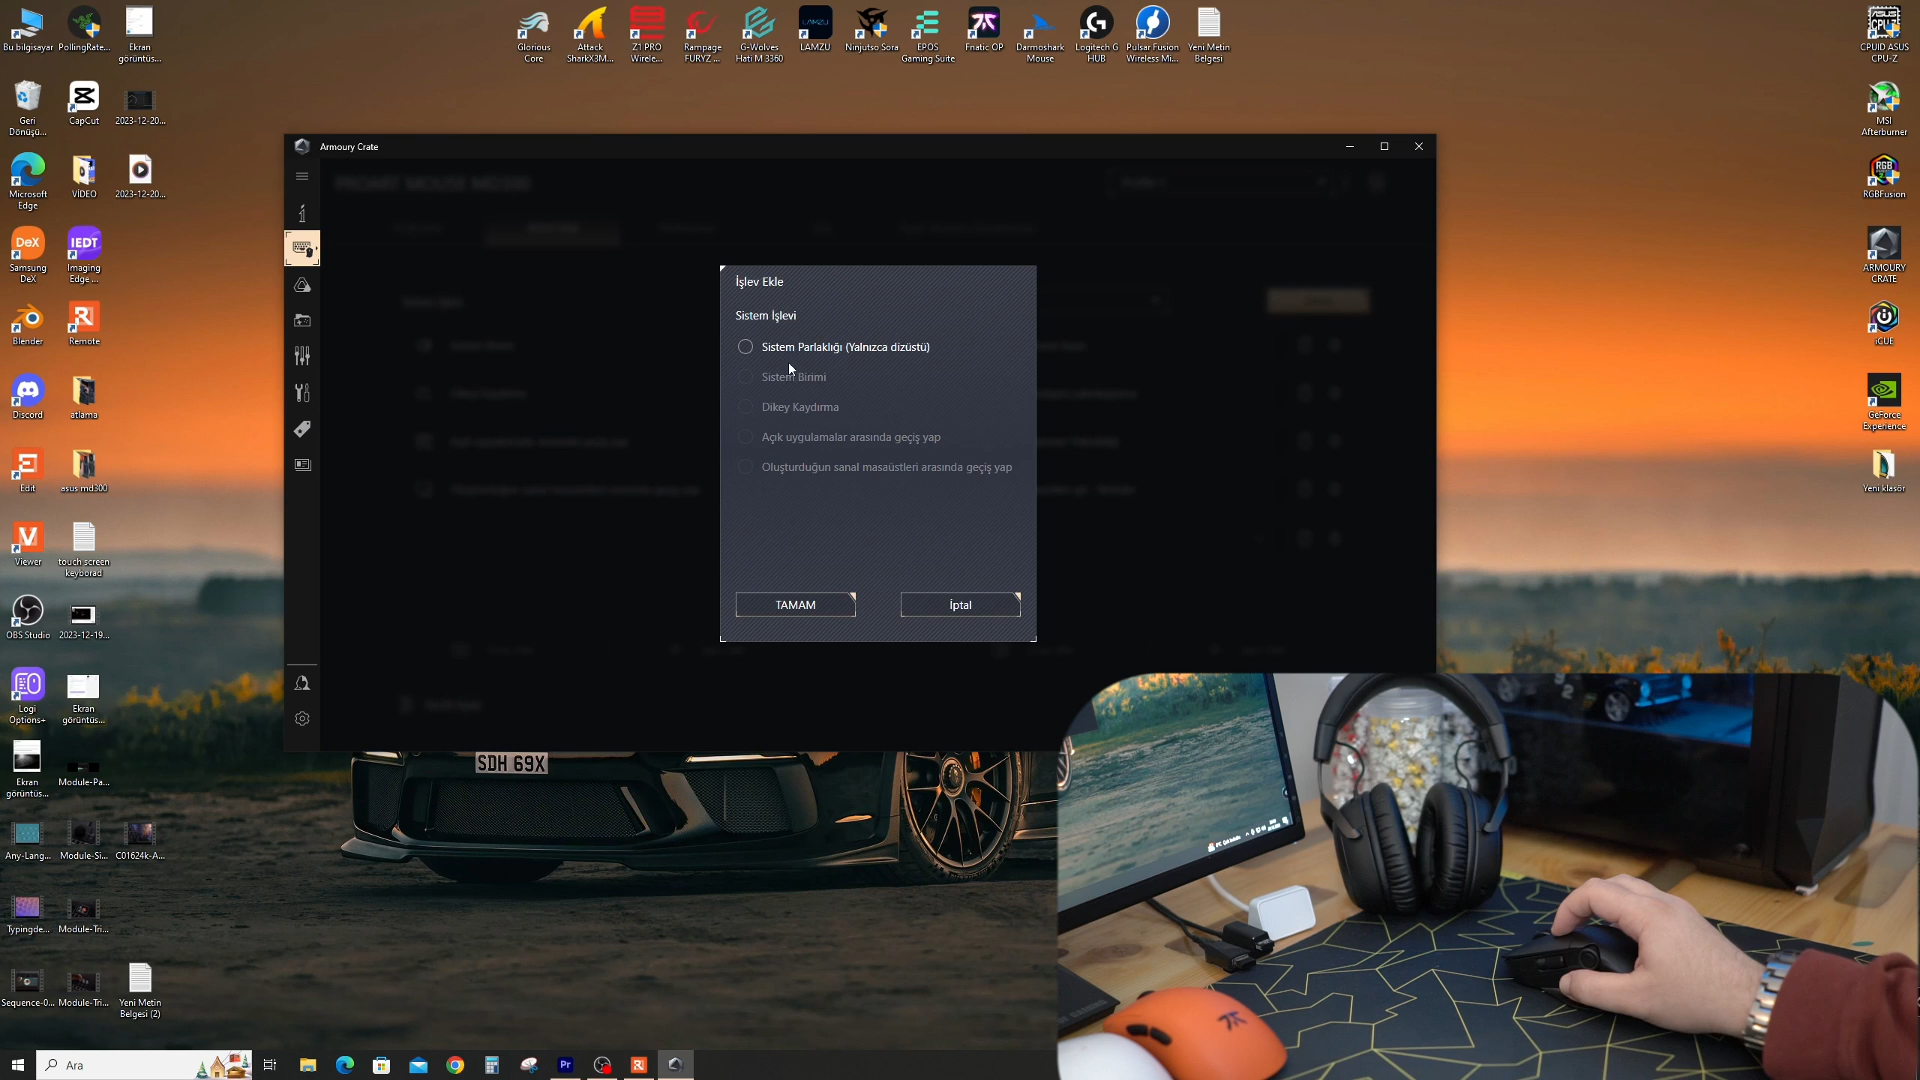 Bu bilgisayar
PollingRate...
Ekran
görüntüs...
Glorious
Core
Attack
SharkX3M...
Z1 PRO
Wirele...
Rampage
FURYZ ...
G-Wolves
Hati M 3360
LAMZU
Ninjutso Sora
EPOS
Gaming Suite
Fnatic OP
Darmoshark
Mouse
Logitech G
HUB
Pulsar Fusion
Wireless Mi...
Yeni Metin
Belgesi
CPUID ASUS
CPU-Z
Geri
Dönüşü...
CapCut
2023-12-20...
MSI
Afterburner
Microsoft
Edge
VİDEO
2023-12-20...
RGBFusion
Samsung
DeX
Imaging
Edge ...
ARMOURY
CRATE
Blender
Remote
iCUE
Discord
atlama
GeForce
Experience
Edit
asus md300
Yeni klasör
Viewer
touch screen
keyborad
OBS Studio
2023-12-19...
Logi
Options+
Ekran
görüntüs...
Ekran
görüntüs...
Module-Pa...
Any-Lang...
Module-Si...
C01624k-A...
Typingde...
Module-Tri...
Sequence-0...
Module-Tri...
Yeni Metin
Belgesi (2)
Armoury Crate
PROART MOUSE MD300
İşlev Ekle
Sistem İşlevi
Sistem Parlaklığı (Yalnızca dizüstü)
Sistem Birimi
Dikey Kaydırma
Açık uygulamalar arasında geçiş yap
Oluşturduğun sanal masaüstleri arasında geçiş yap
TAMAM
İptal
SDH 69X
Ara